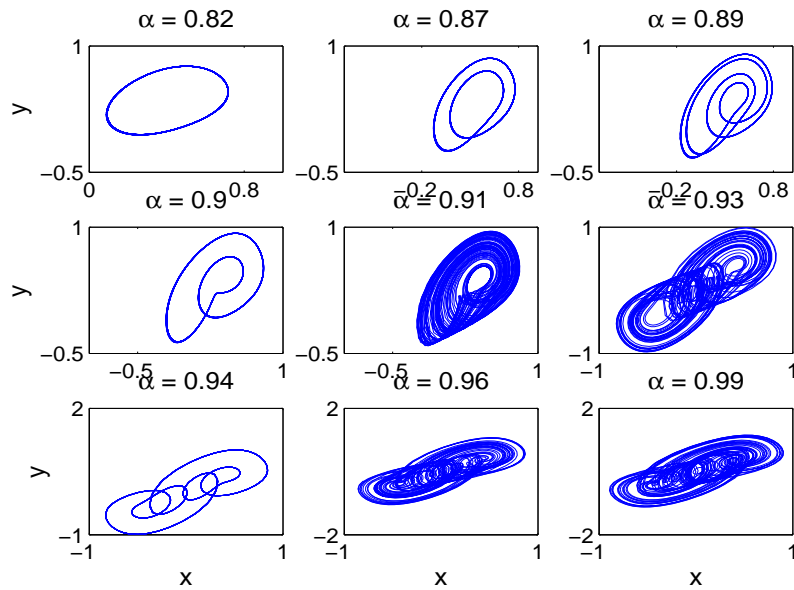 α = 0.82 α = 0.87 α = 0.89
1 1 1
y
−0.5 −0.5 −0.5
0 0.8 −0.2 0.8 −0.2 0.8
α = 0.9 α = 0.91 α = 0.93
1 1 1
y
−0.5 −0.5 −1
−0.5 1 −0.5 1 −1 1
α = 0.94 α = 0.96 α = 0.99
2 2 2
y
−1 −2 −2
−1 1 −1 1 −1 1
x x x